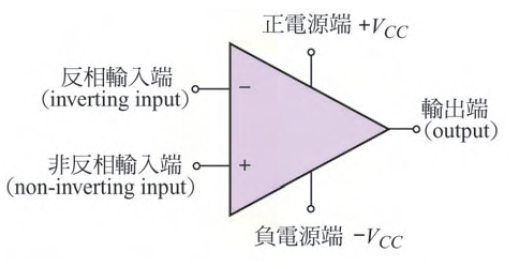 正電源端 +VCC
反相輸入端
(inverting input)
−
輸出端
(output)
非反相輸入端
(non-inverting input)
+
負電源端 −VCC